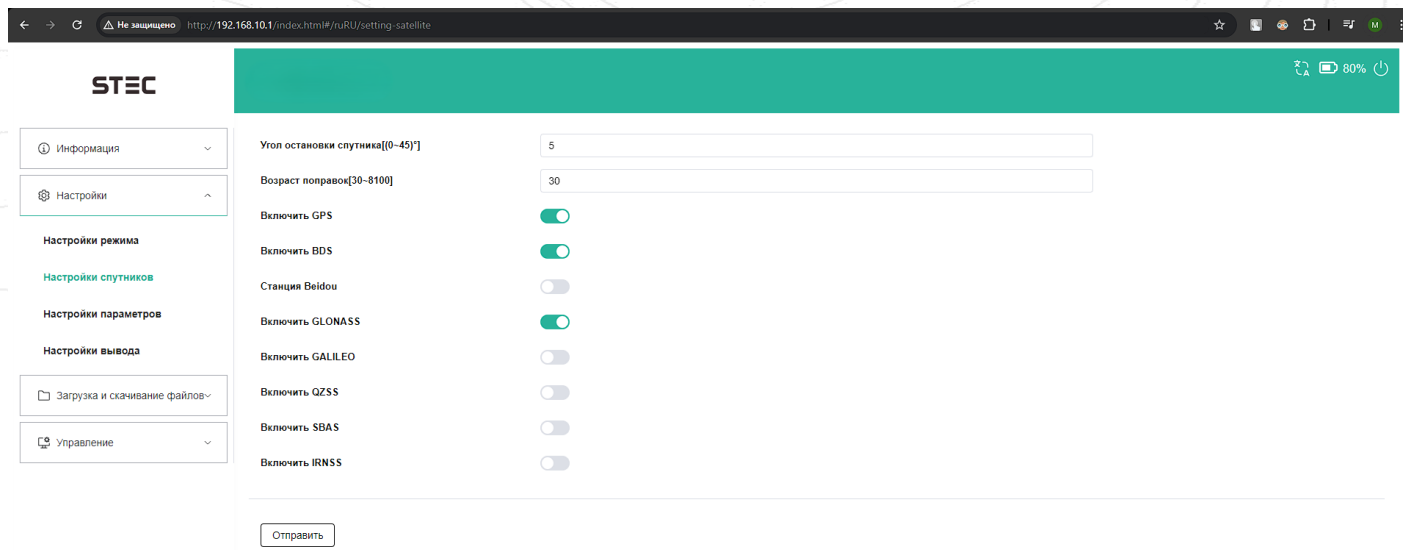 Не защищено http://192.168.10.1/index.html#/ruRU/setting-satellite
M
STEC
80%
Информация
Настройки
Настройки режима
Настройки спутников
Настройки параметров
Настройки вывода
Загрузка и скачивание файлов
Управление
Угол остановки спутника[(0~45)°]
5
Возраст поправок[30~8100]
30
Включить GPS
Включить BDS
Станция Beidou
Включить GLONASS
Включить GALILEO
Включить QZSS
Включить SBAS
Включить IRNSS
Отправить